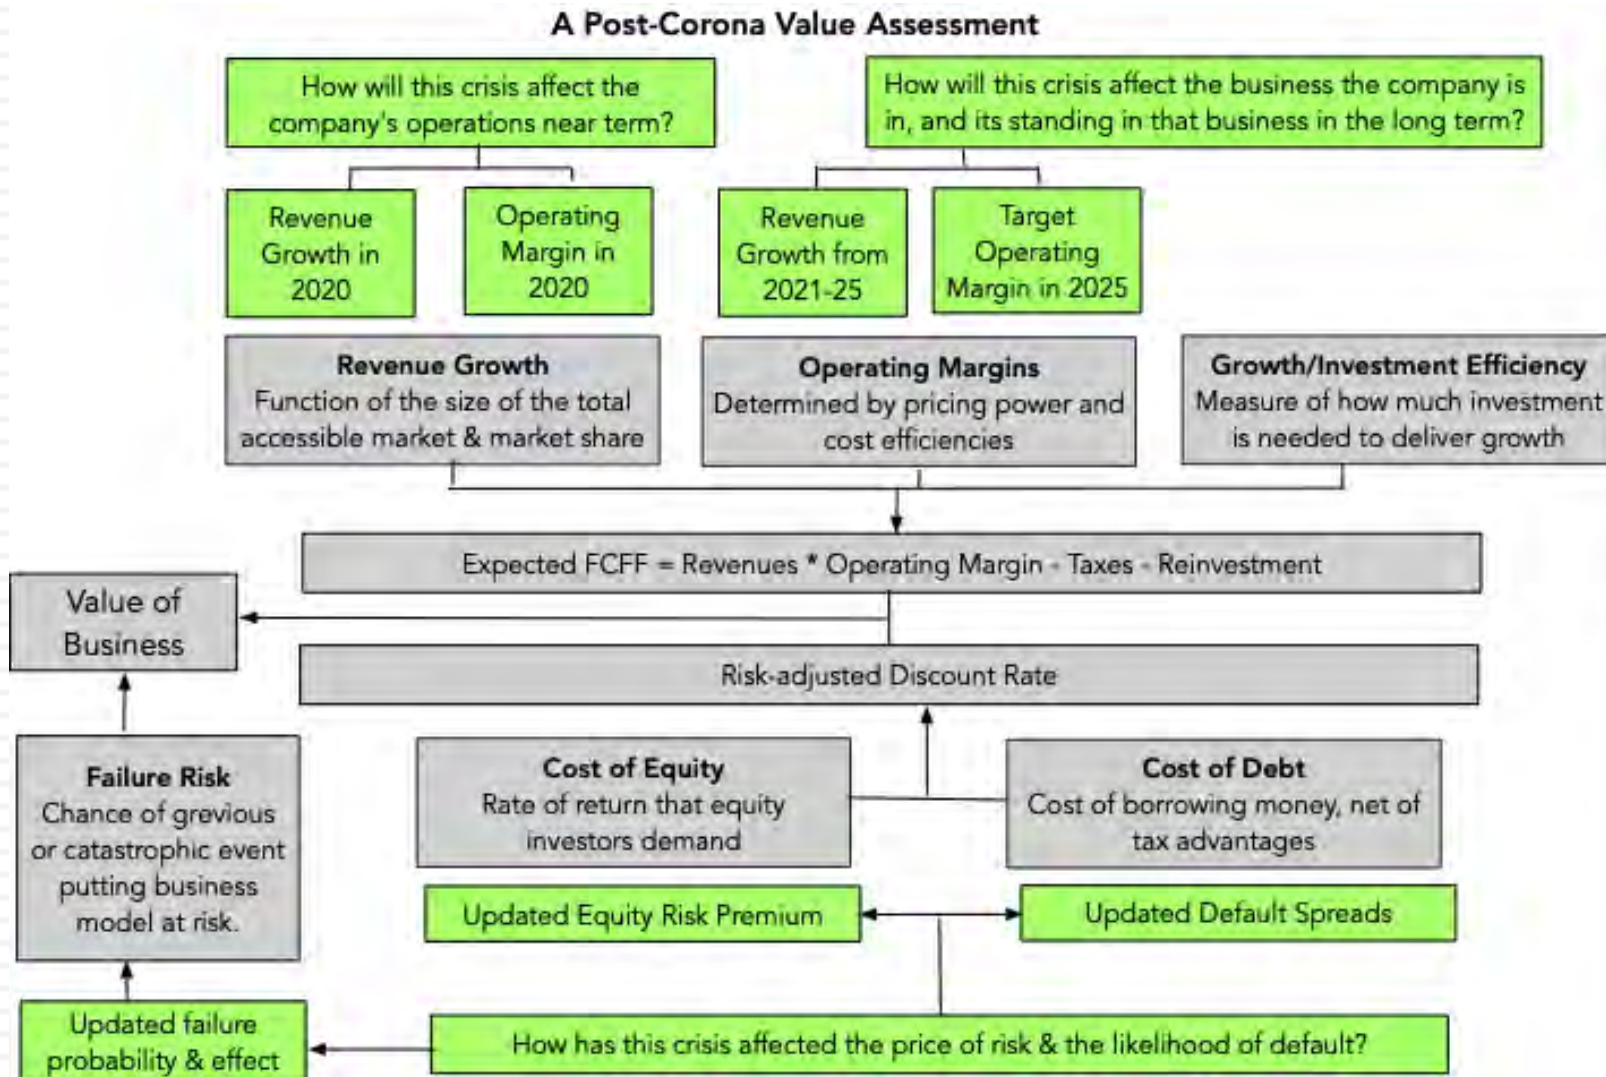 A Post-Corona Value Assessment
How will this crisis affect the
company's operations near term?
How will this crisis affect the business the company is
in, and its standing in that business in the long term?
Revenue
Growth in
2020
Operating
Margin in
2020
Revenue
Growth from
2021-25
Target
Operating
Margin in 2025
Revenue Growth
Function of the size of the total
accessible market & market share
Operating Margins
Determined by pricing power and
cost efficiencies
Growth/Investment Efficiency
Measure of how much investment
is needed to deliver growth
Expected FCFF = Revenues * Operating Margin - Taxes - Reinvestment
Value of
Business
Risk-adjusted Discount Rate
Failure Risk
Chance of grevious
or catastrophic event
putting business
model at risk.
Cost of Equity
Rate of return that equity
investors demand
Cost of Debt
Cost of borrowing money, net of
tax advantages
Updated Equity Risk Premium
Updated Default Spreads
Updated failure
probability & effect
How has this crisis affected the price of risk & the likelihood of default?